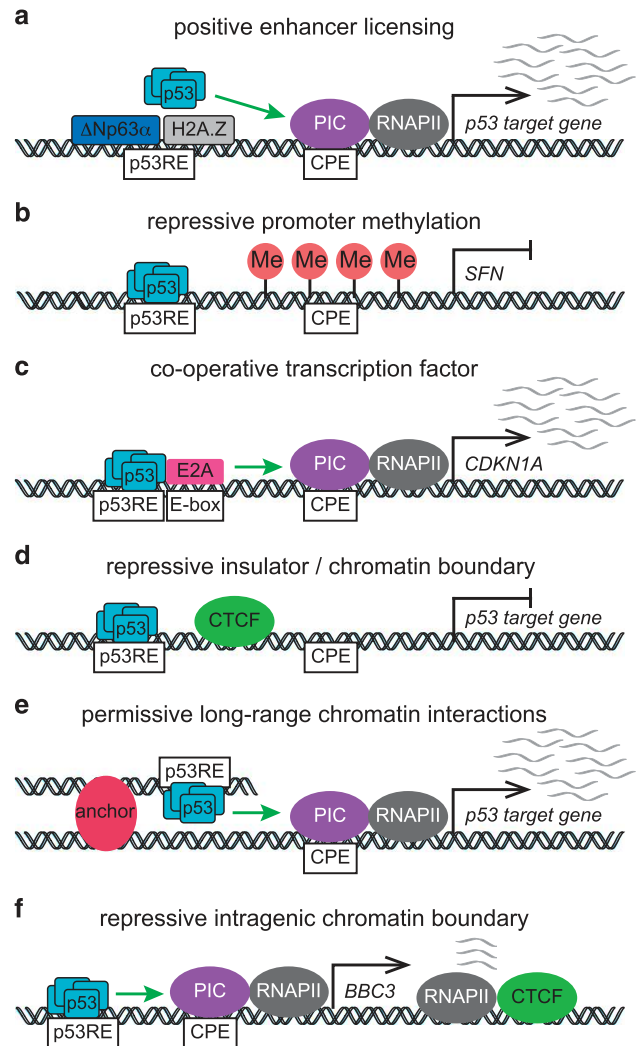 a
positive enhancer licensing
p53
ΔNp63α H2A.Z PIC RNAPII p53 target gene
p53RE CPE
b
repressive promoter methylation
Me Me Me Me
p53 SFN
p53RE CPE
c
co-operative transcription factor
p53 E2A PIC RNAPII CDKN1A
p53RE E-box CPE
d
repressive insulator / chromatin boundary
p53 CTCF p53 target gene
p53RE CPE
e
permissive long-range chromatin interactions
p53RE
anchor p53 PIC RNAPII p53 target gene
CPE
f
repressive intragenic chromatin boundary
p53 PIC RNAPII BBC3 RNAPII CTCF
p53RE CPE